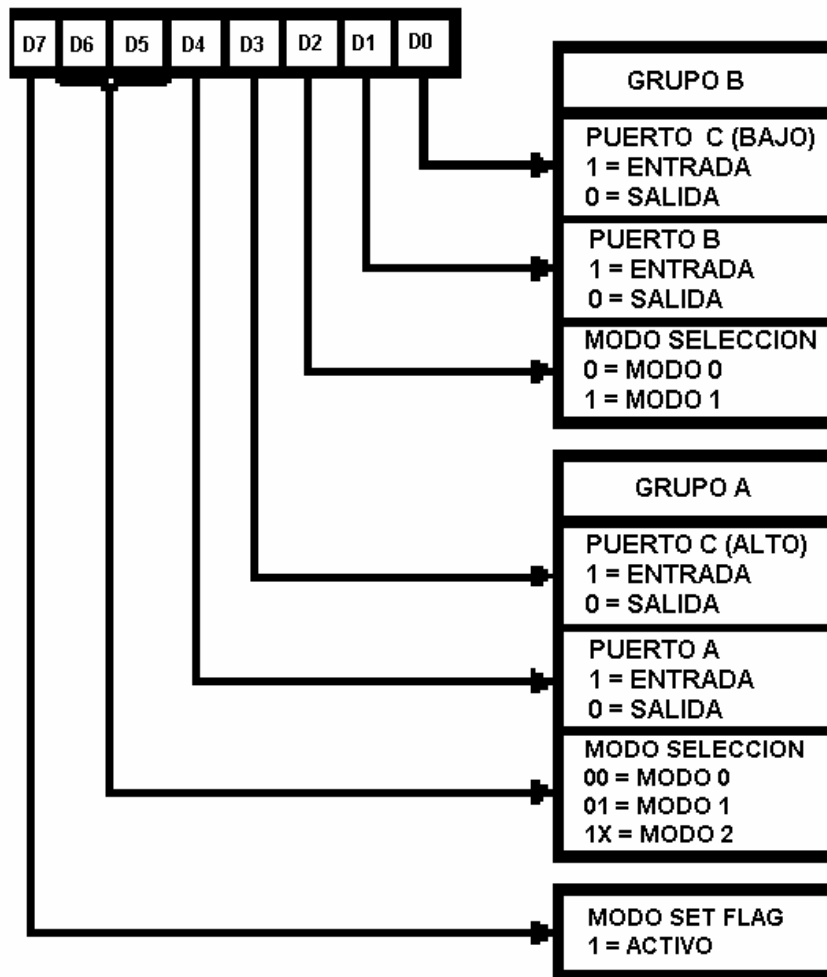 D7 D6 D5 D4 D3 D2 D1 D0
GRUPO B
PUERTO C (BAJO)
1 = ENTRADA
0 = SALIDA
PUERTO B
1 = ENTRADA
0 = SALIDA
MODO SELECCION
0 = MODO 0
1 = MODO 1
GRUPO A
PUERTO C (ALTO)
1 = ENTRADA
0 = SALIDA
PUERTO A
1 = ENTRADA
0 = SALIDA
MODO SELECCION
00 = MODO 0
01 = MODO 1
1X = MODO 2
MODO SET FLAG
1 = ACTIVO